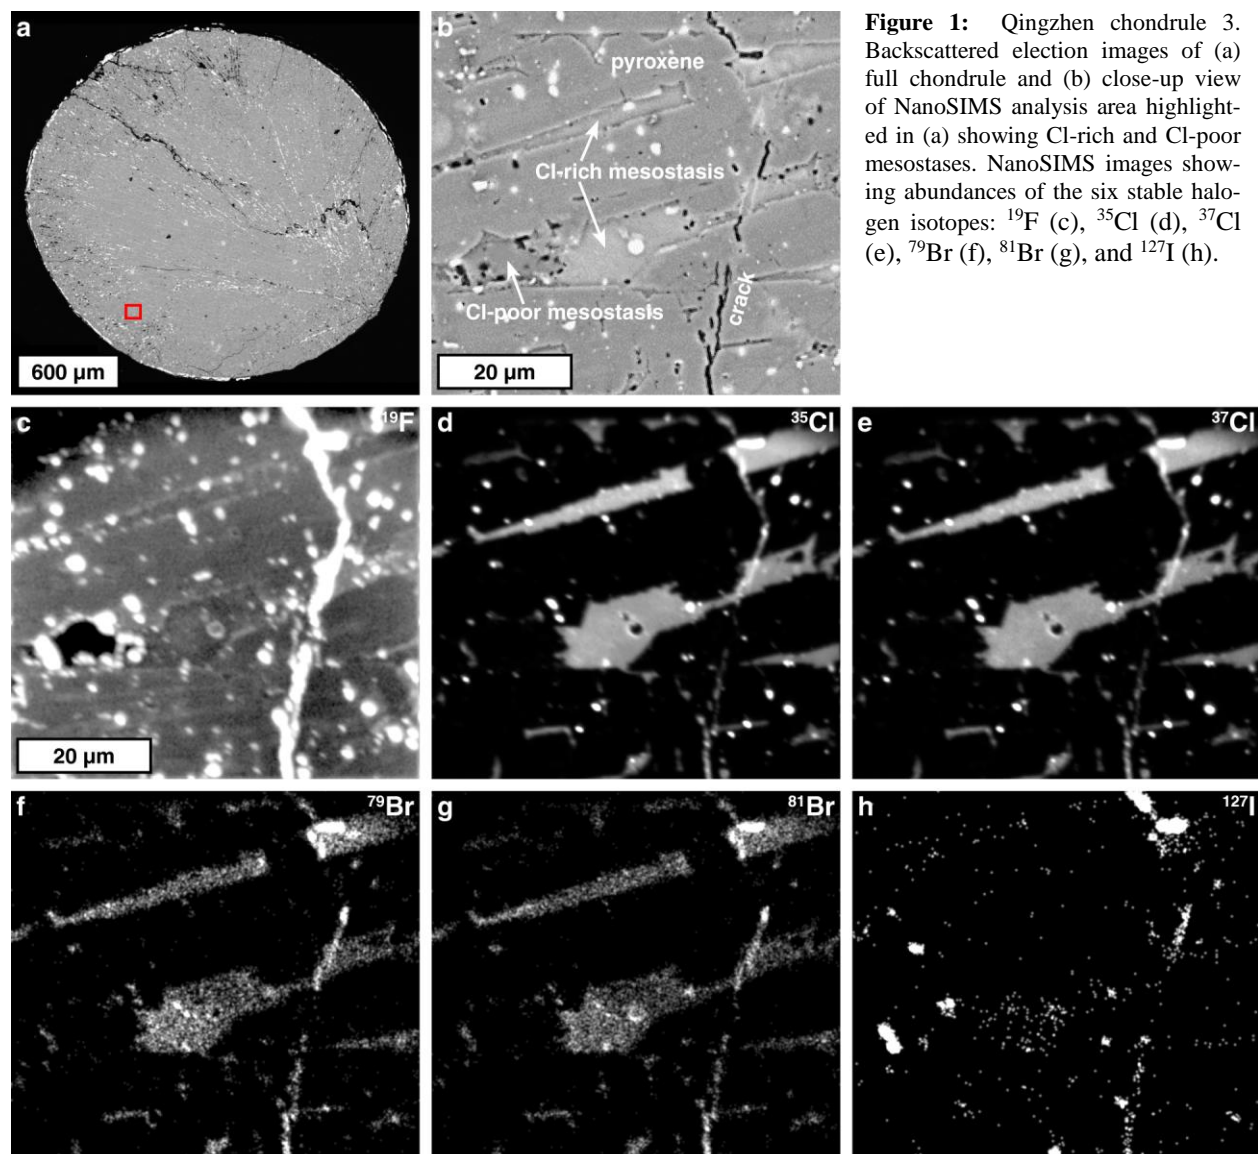 a
600 µm
b
pyroxene
Cl-rich mesostasis
Cl-poor mesostasis
crack
20 µm
Figure 1: Qingzhen chondrule 3.
Backscattered election images of (a)
full chondrule and (b) close-up view
of NanoSIMS analysis area highlight-
ed in (a) showing Cl-rich and Cl-poor
mesostases. NanoSIMS images show-
ing abundances of the six stable halo-
gen isotopes: ¹⁹F (c), ³⁵Cl (d), ³⁷Cl
(e), ⁷⁹Br (f), ⁸¹Br (g), and ¹²⁷I (h).
c
¹⁹F
20 µm
d
³⁵Cl
e
³⁷Cl
f
⁷⁹Br
g
⁸¹Br
h
¹²⁷I